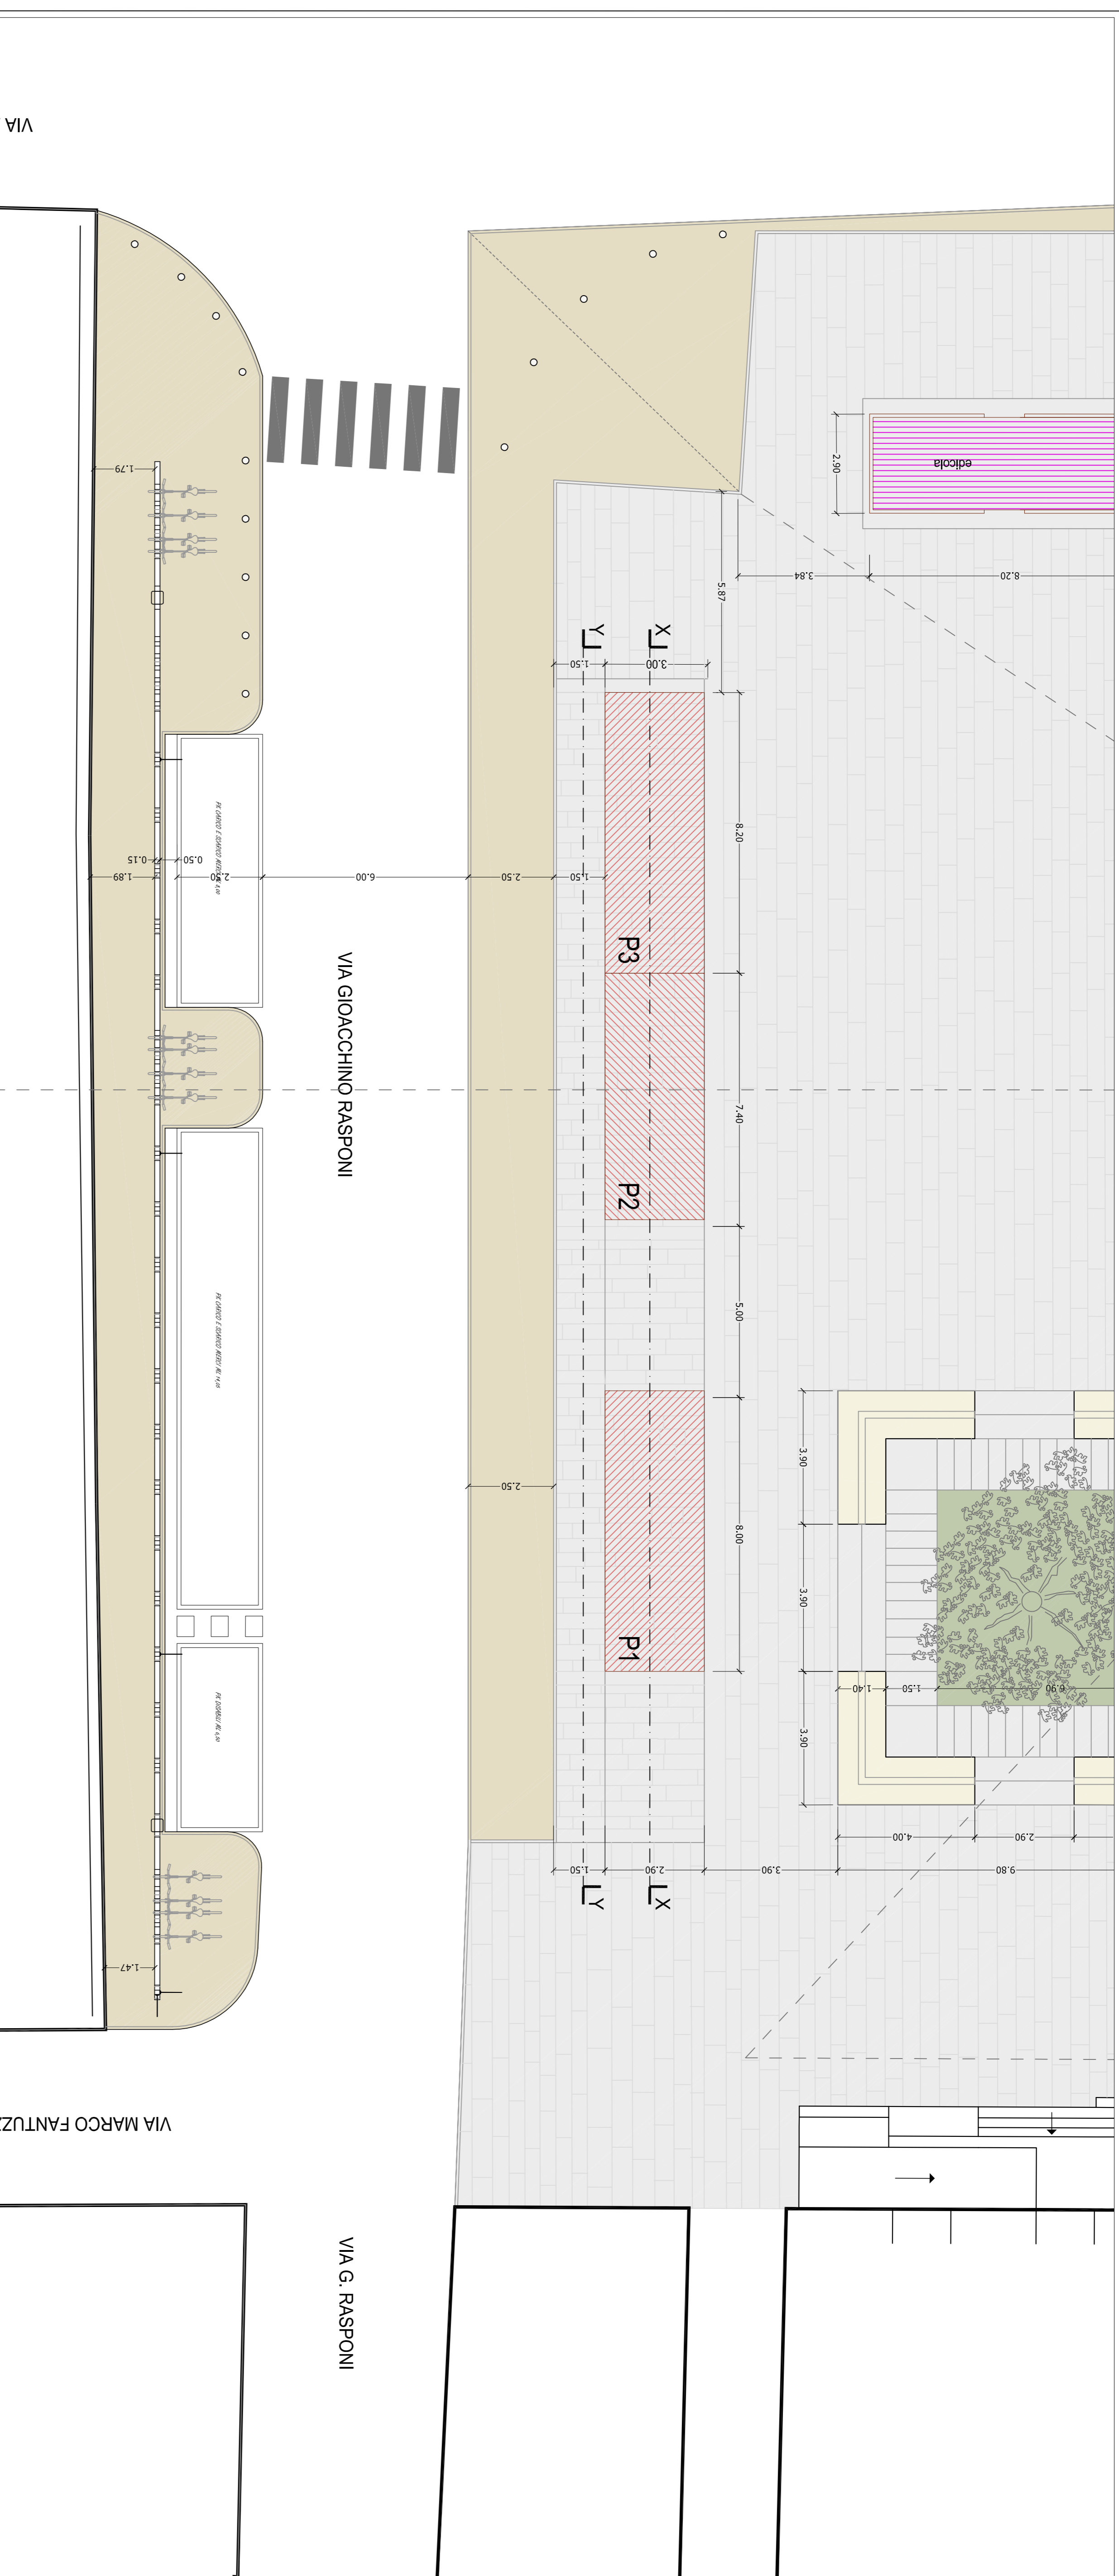 VIA
1.79
edicola
2.90
3.84
8.20
5.87
Y
X
1.50
3.00
8.20
0.15
0.50
1.89
2.50
6.00
2.50
1.50
P3
VIA GIOACCHINO RASPONI
7.40
P2
5.00
3.90
2.50
8.00
3.90
P1
1.40
1.50
6.90
3.90
4.00
2.90
1.50
2.90
3.90
9.80
Y
X
1.47
VIA MARCO FANTUZZ
VIA G. RASPONI